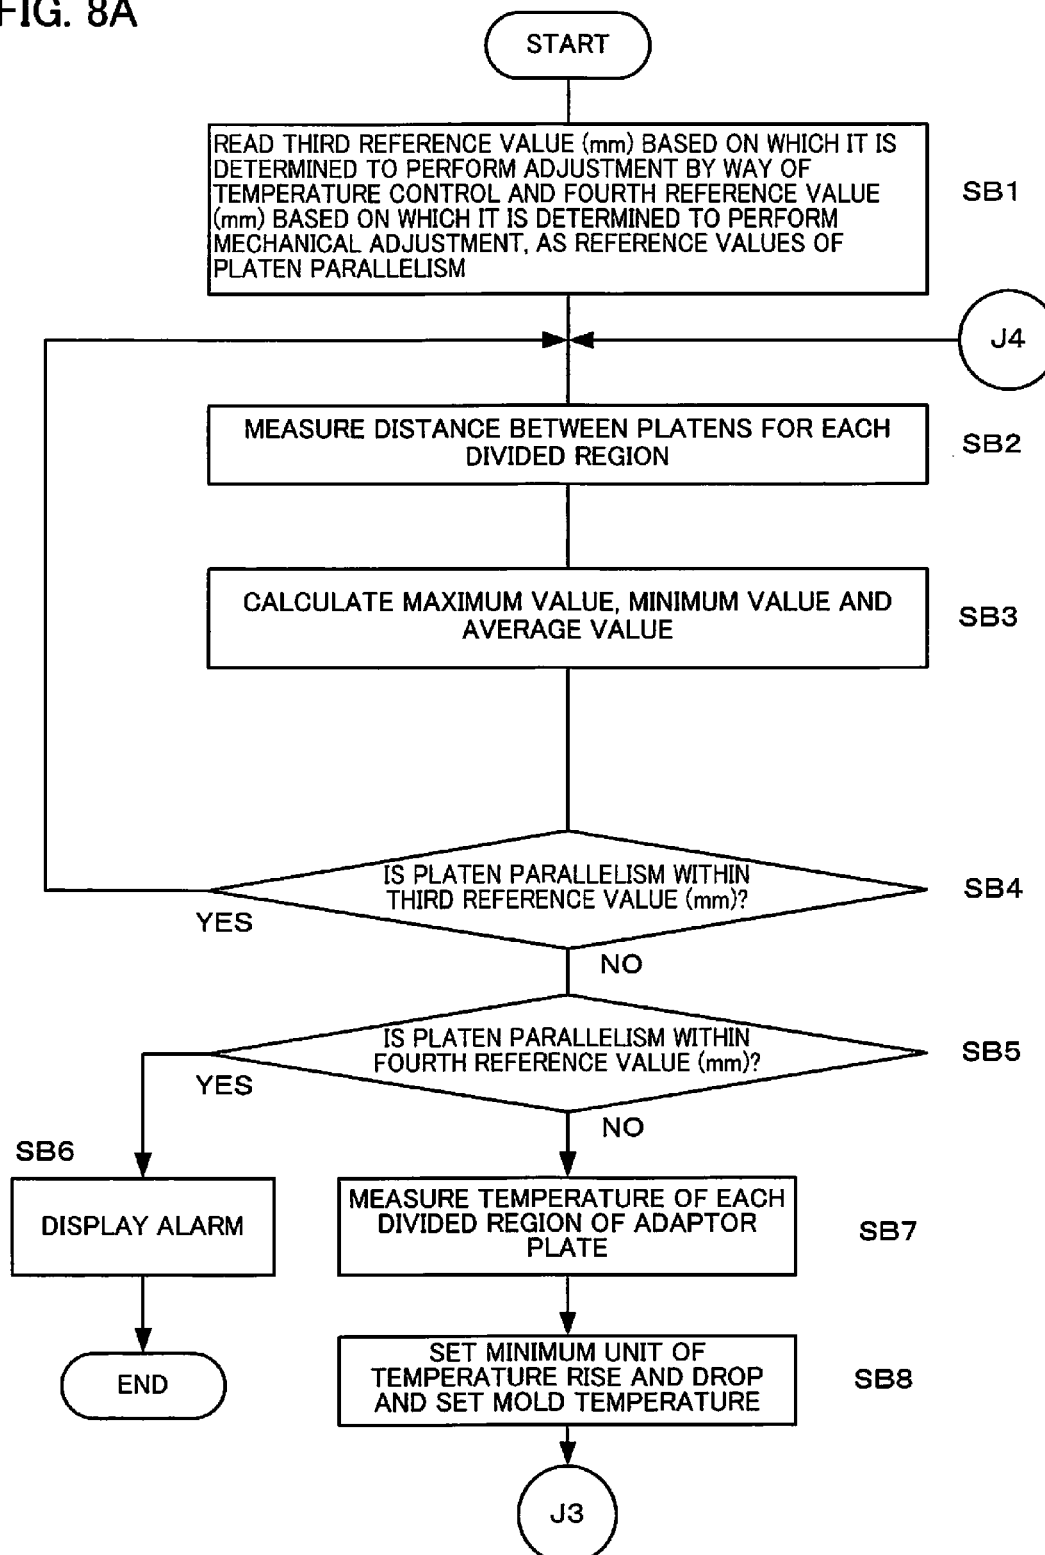 FIG. 8A
START
READ THIRD REFERENCE VALUE (mm) BASED ON WHICH IT IS
DETERMINED TO PERFORM ADJUSTMENT BY WAY OF
TEMPERATURE CONTROL AND FOURTH REFERENCE VALUE
(mm) BASED ON WHICH IT IS DETERMINED TO PERFORM
MECHANICAL ADJUSTMENT, AS REFERENCE VALUES OF
PLATEN PARALLELISM
SB1
J4
MEASURE DISTANCE BETWEEN PLATENS FOR EACH
DIVIDED REGION
SB2
CALCULATE MAXIMUM VALUE, MINIMUM VALUE AND
AVERAGE VALUE
SB3
IS PLATEN PARALLELISM WITHIN
THIRD REFERENCE VALUE (mm)?
SB4
YES
NO
IS PLATEN PARALLELISM WITHIN
FOURTH REFERENCE VALUE (mm)?
SB5
YES
NO
SB6
DISPLAY ALARM
MEASURE TEMPERATURE OF EACH
DIVIDED REGION OF ADAPTOR
PLATE
SB7
END
SET MINIMUM UNIT OF
TEMPERATURE RISE AND DROP
AND SET MOLD TEMPERATURE
SB8
J3